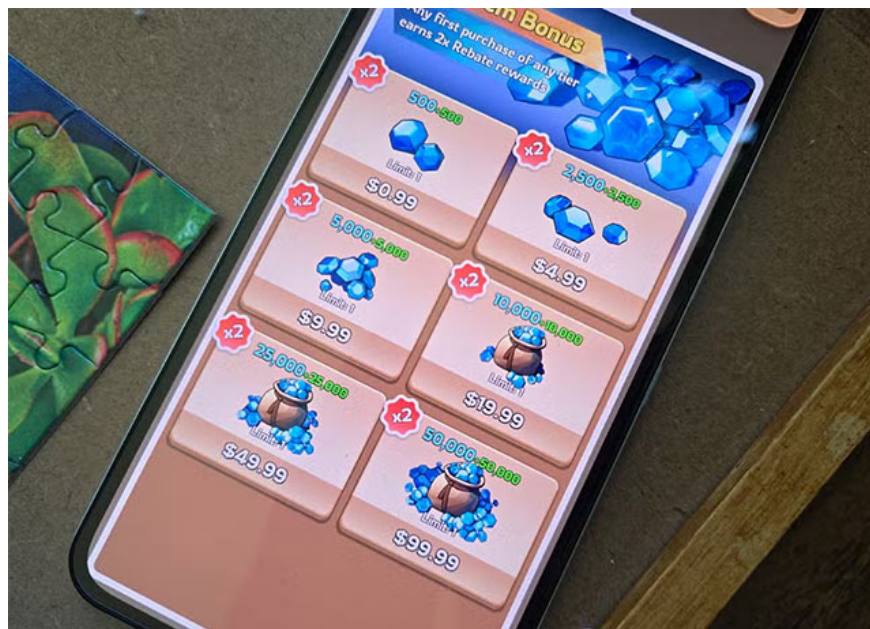 Bonus
Any first purchase of any tier
earns 2x Rebate rewards
x2
500+500
Limit: 1
$0.99
x2
2,500+2,500
Limit: 1
$4.99
x2
5,000+5,000
Limit: 1
$9.99
x2
10,000+10,000
Limit: 1
$19.99
x2
25,000+25,000
Limit: 1
$49.99
x2
50,000+50,000
Limit: 1
$99.99